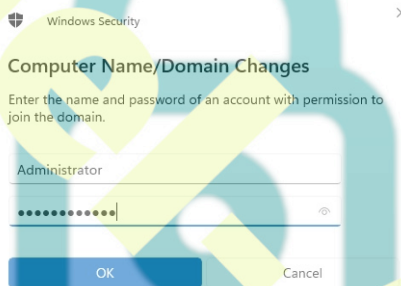 Windows Security
Computer Name/Domain Changes
Enter the name and password of an account with permission to
join the domain.
Administrator
••••••••••••
OK
Cancel